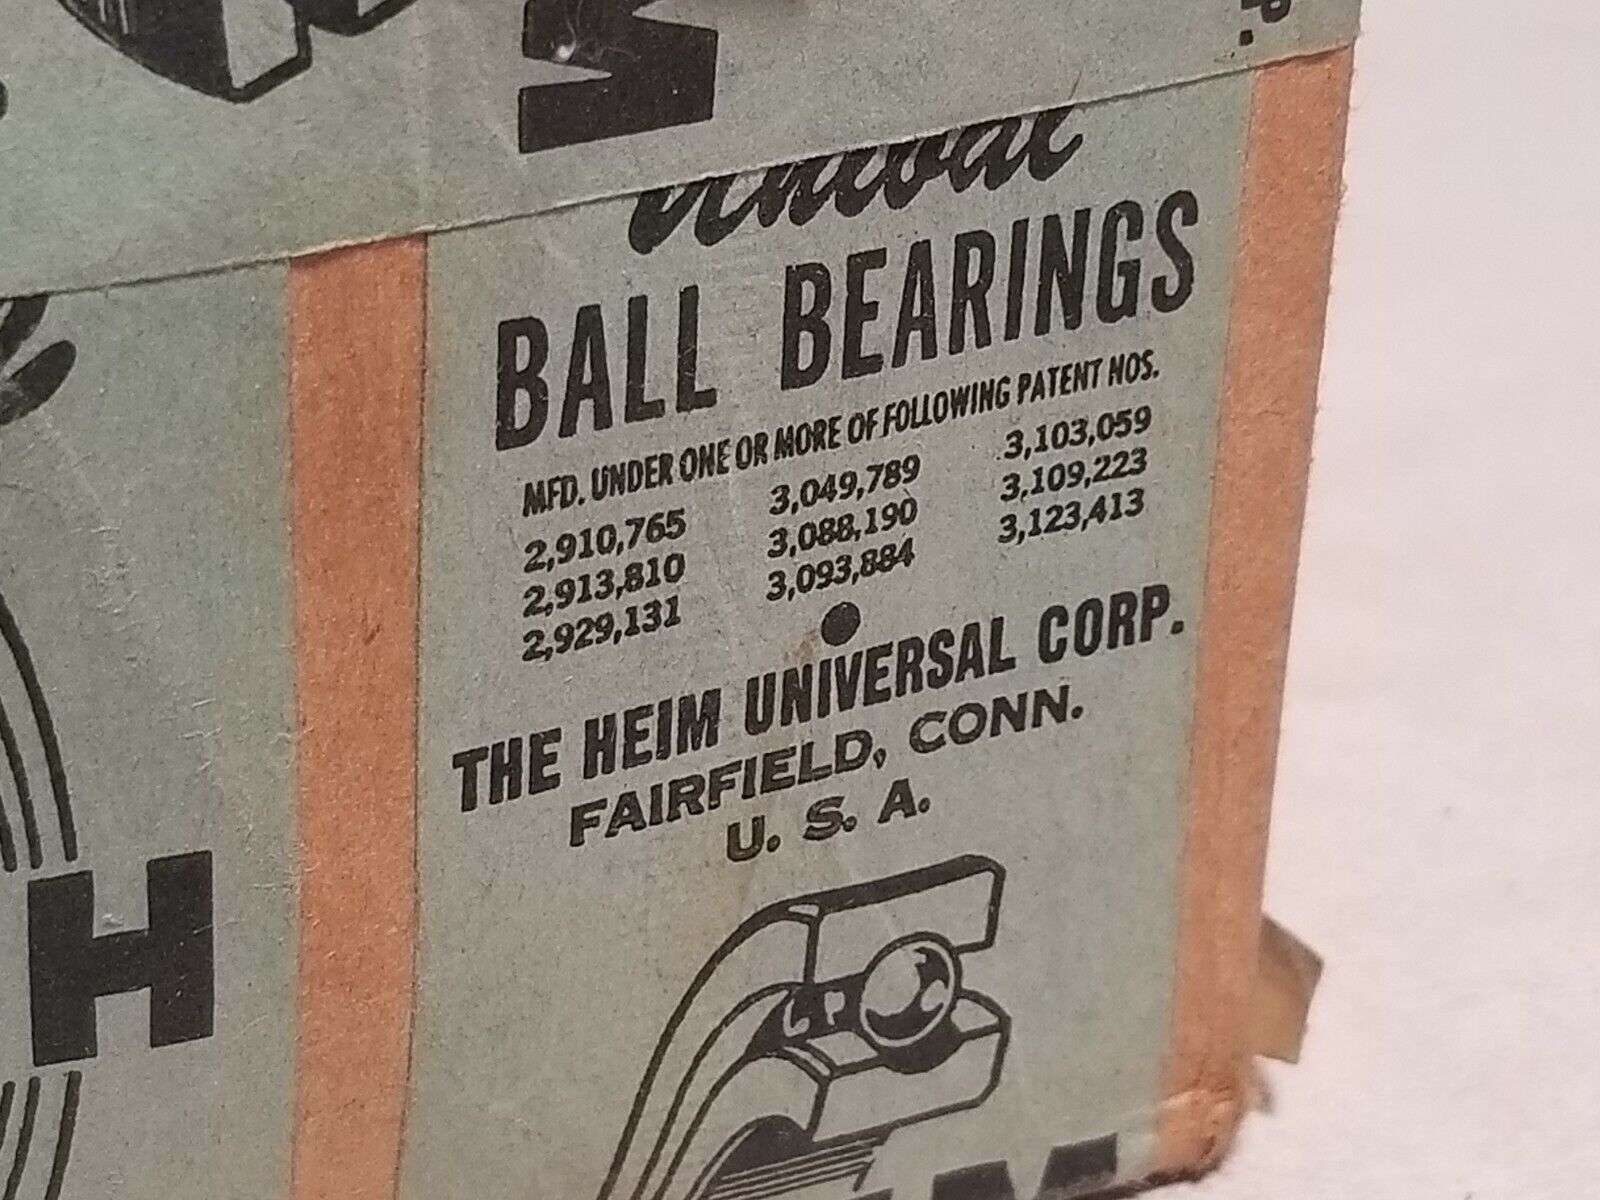 P.
Unibal
BALL BEARINGS
MFD. UNDER ONE OR MORE OF FOLLOWING PATENT NOS.
2,910,765 3,049,789 3,103,059
2,913,810 3,088,190 3,109,223
2,929,131 3,093,884 3,123,413
THE HEIM UNIVERSAL CORP.
FAIRFIELD, CONN.
U. S. A.
H
M